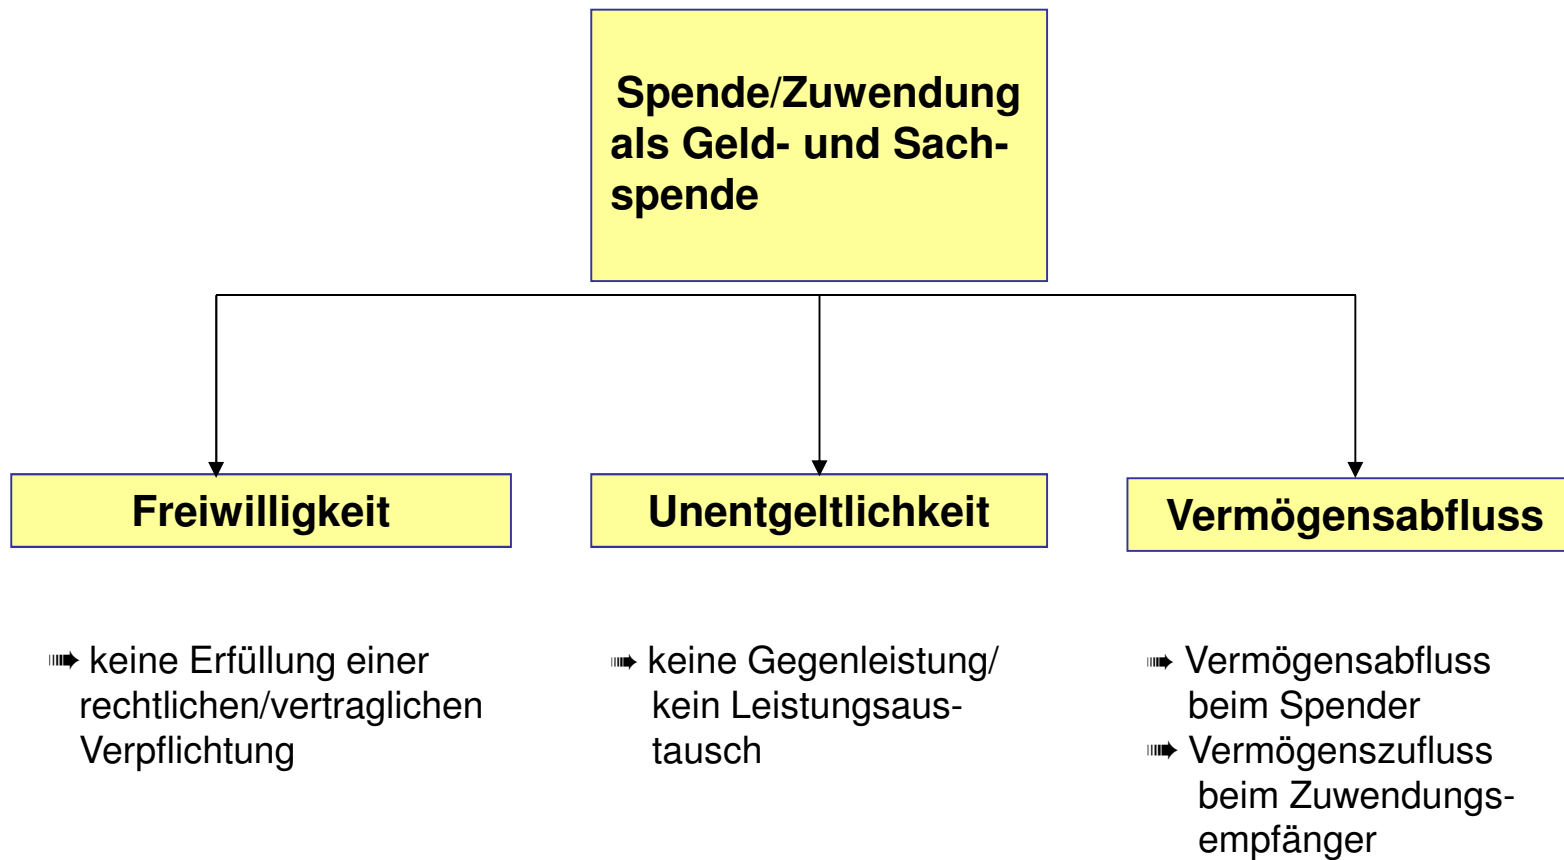 Spende/Zuwendung
als Geld- und Sach-
spende
Freiwilligkeit
➠ keine Erfüllung einer
rechtlichen/vertraglichen
Verpflichtung
Unentgeltlichkeit
➠ keine Gegenleistung/
kein Leistungsaus-
tausch
Vermögensabfluss
➠ Vermögensabfluss
beim Spender
➠ Vermögenszufluss
beim Zuwendungs-
empfänger